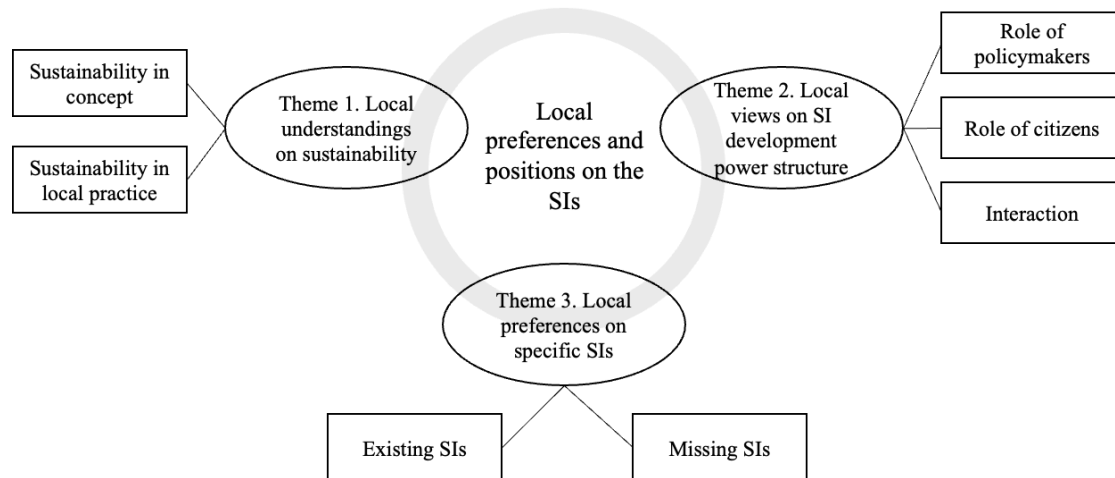 Sustainability in
concept
Sustainability
in local practice
Theme 1. Local
understandings
on sustainability
Local
preferences and
positions on the
SIs
Theme 2. Local
views on SI
development
power structure
Role of
policymakers
Role of citizens
Interaction
Theme 3. Local
preferences on
specific SIs
Existing SIs
Missing SIs